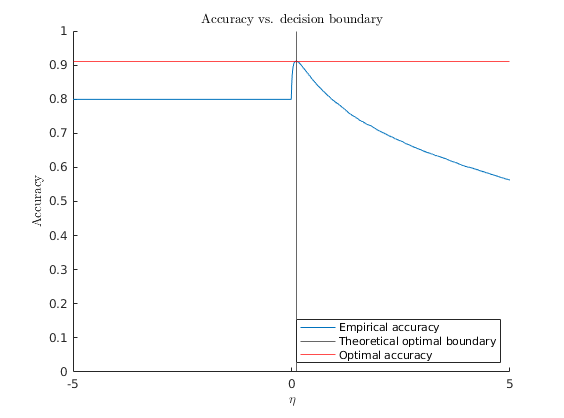 Accuracy vs. decision boundary
1
0.9
0.8
0.7
0.6
0.5
0.4
0.3
0.2
0.1
0
Accuracy
-5
0
5
η
Empirical accuracy
Theoretical optimal boundary
Optimal accuracy